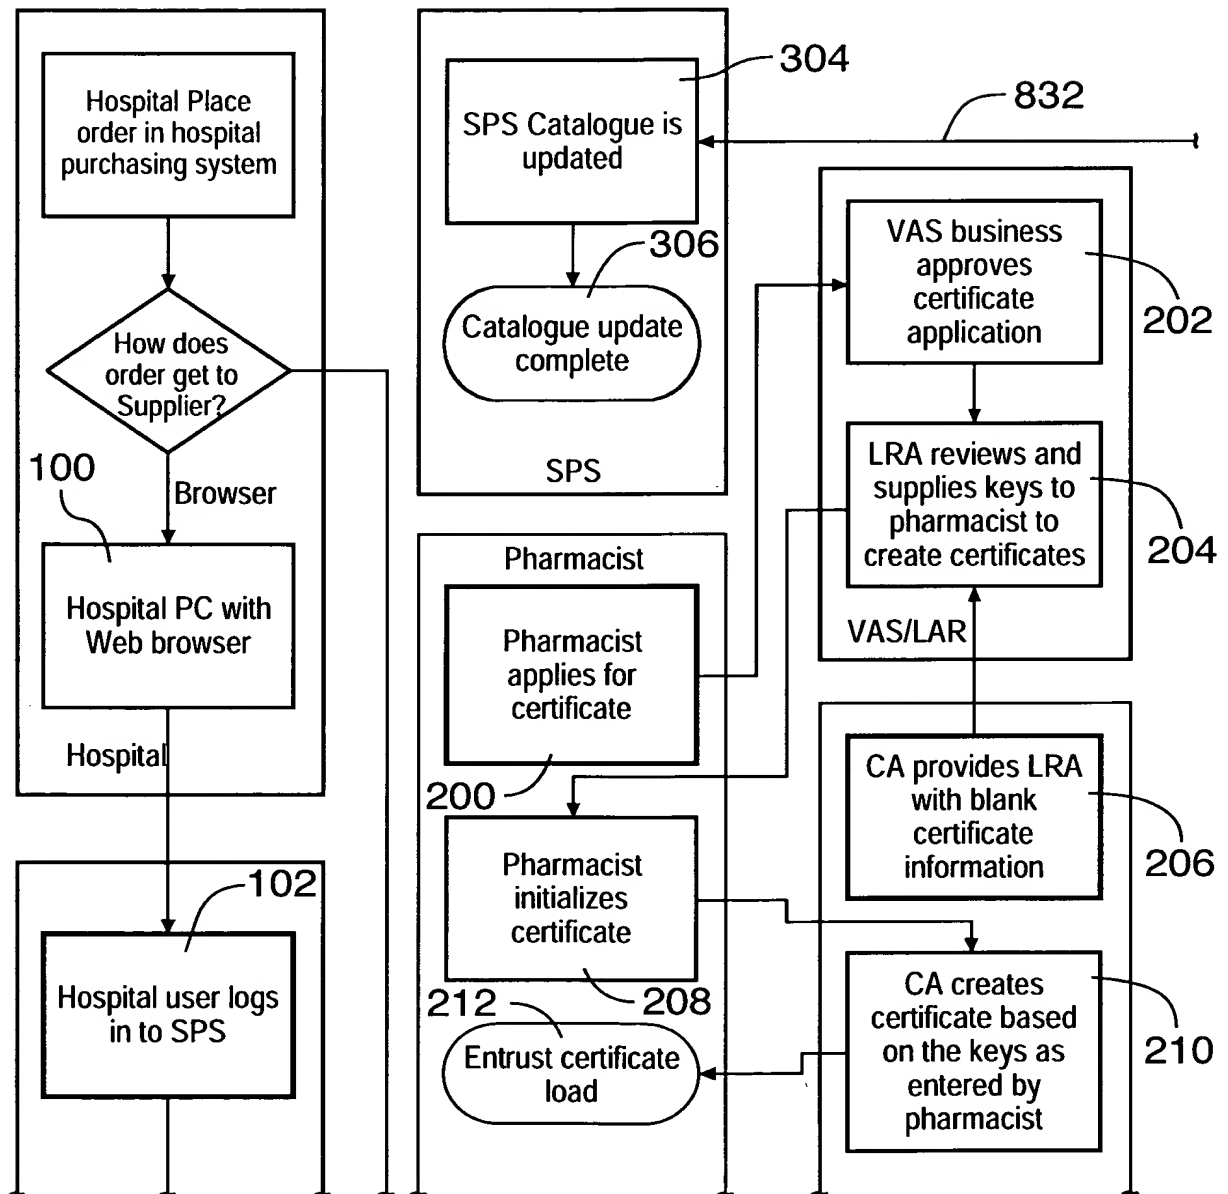 Hospital Place
order in hospital
purchasing system
How does
order get to
Supplier?
100
Browser
Hospital PC with
Web browser
Hospital
102
Hospital user logs
in to SPS
304
SPS Catalogue is
updated
832
306
Catalogue update
complete
SPS
Pharmacist
Pharmacist
applies for
certificate
200
Pharmacist
initializes
certificate
208
212
Entrust certificate
load
VAS business
approves
certificate
application
202
LRA reviews and
supplies keys to
pharmacist to
create certificates
204
VAS/LAR
CA provides LRA
with blank
certificate
information
206
CA creates
certificate based
on the keys as
entered by
pharmacist
210